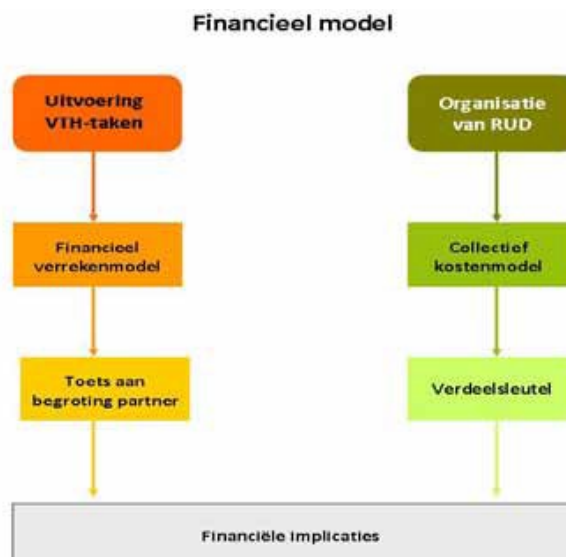 Financieel model
Uitvoering
VTH-taken
Organisatie
van RUD
Financieel
verrekenmodel
Collectief
kostenmodel
Toets aan
begroting partner
Verdeelsleutel
Financiële implicaties